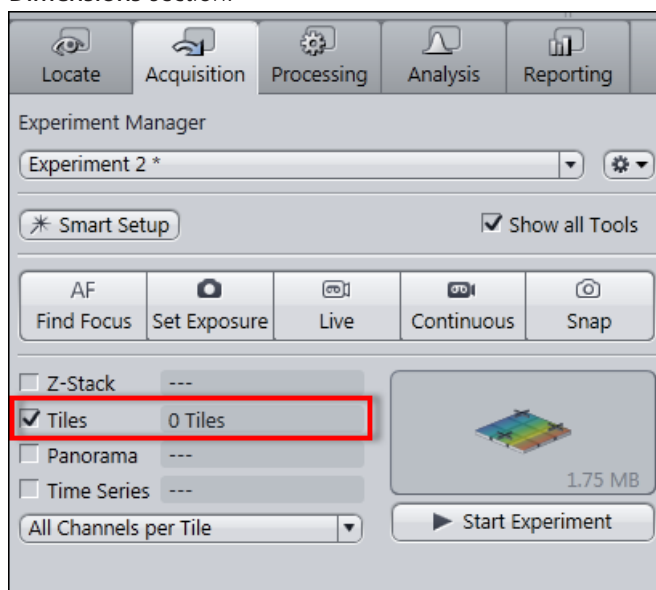 Dimensions section.
Locate Acquisition Processing Analysis Reporting
Experiment Manager
Experiment 2 *
Smart Setup Show all Tools
AF
Find Focus Set Exposure Live Continuous Snap
Z-Stack ---
Tiles 0 Tiles
Panorama ---
1.75 MB
Time Series ---
All Channels per Tile Start Experiment